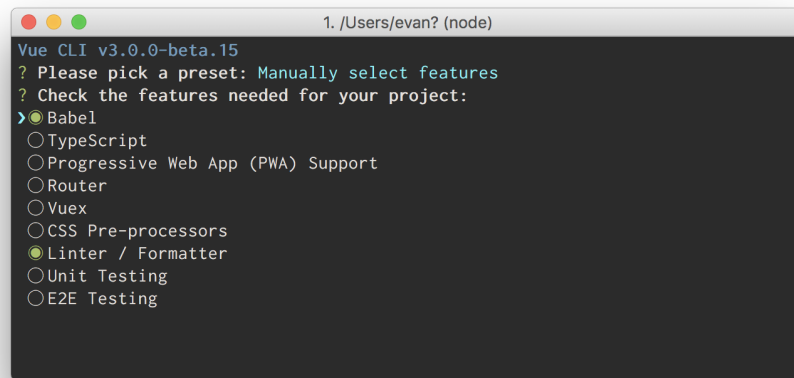 1. /Users/evan? (node)
Vue CLI v3.0.0-beta.15
? Please pick a preset: Manually select features
? Check the features needed for your project:
❯◉ Babel
◯ TypeScript
◯ Progressive Web App (PWA) Support
◯ Router
◯ Vuex
◯ CSS Pre-processors
◉ Linter / Formatter
◯ Unit Testing
◯ E2E Testing